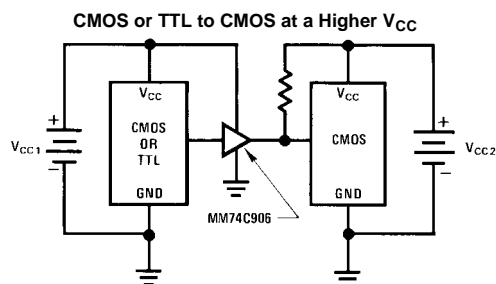 CMOS or TTL to CMOS at a Higher VCC
VCC
CMOS
OR
TTL
GND
+
VCC1
−
MM74C906
VCC
CMOS
GND
+
VCC2
−